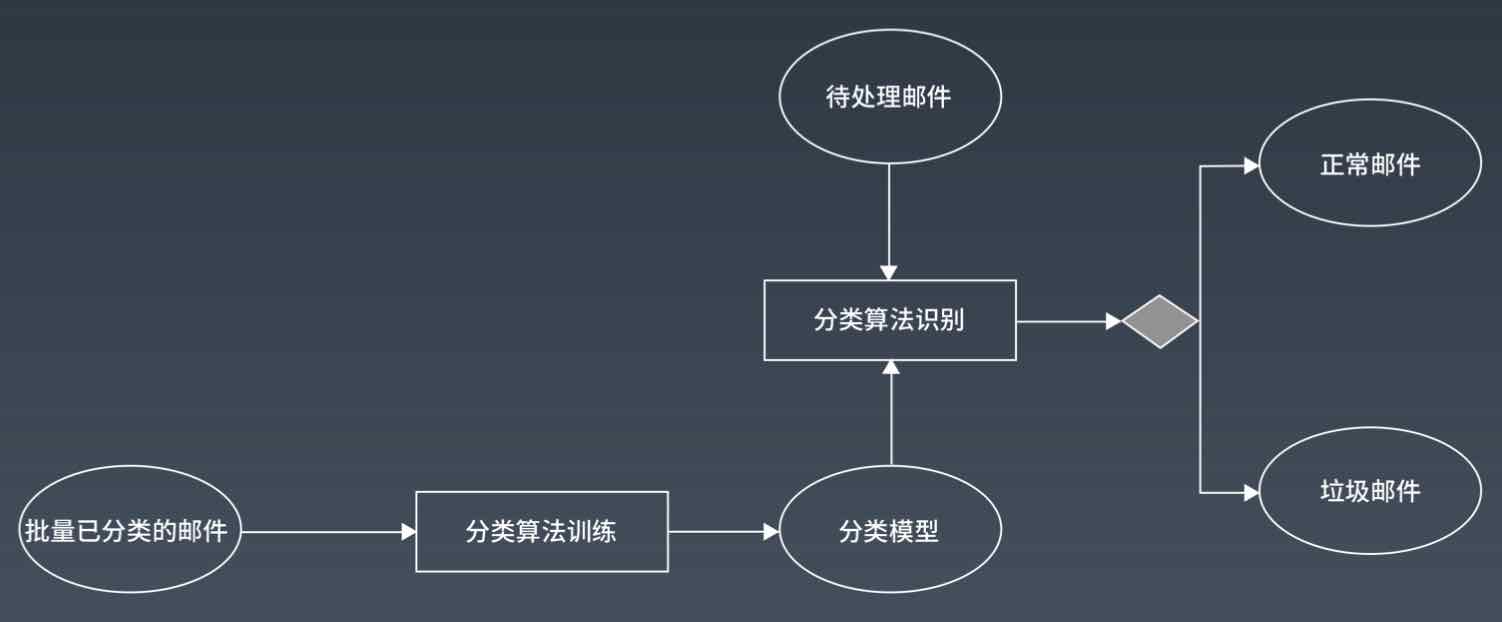 待处理邮件
正常邮件
分类算法识别
垃圾邮件
批量已分类的邮件
分类算法训练
分类模型